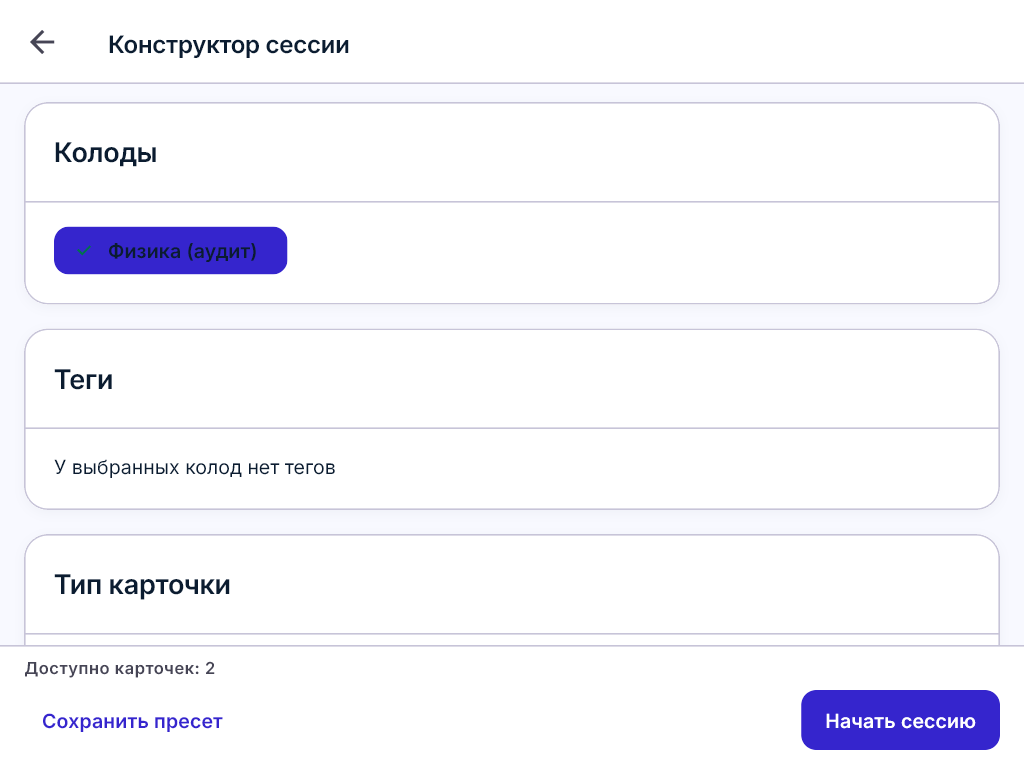 Конструктор сессии
Колоды
Физика (аудит)
Теги
У выбранных колод нет тегов
Тип карточки
Доступно карточек: 2
Сохранить пресет
Начать сессию